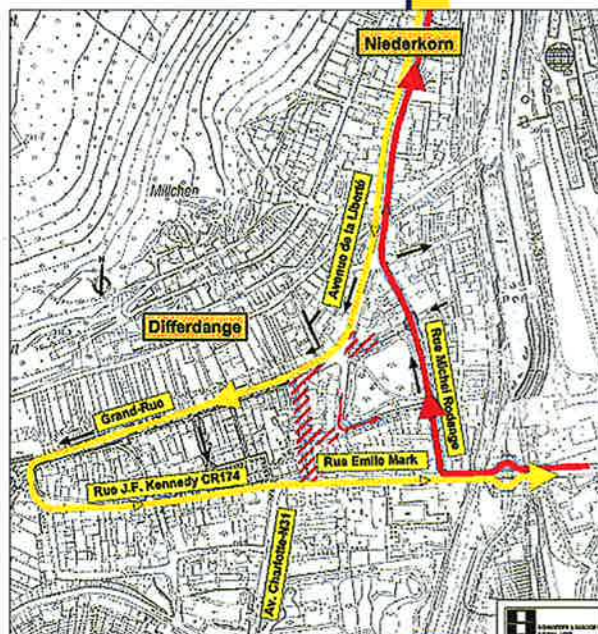 Niederkorn
Millchen
Avenue de la Liberté
Differdange
Rue Michel Rodange
Grand-Rue
Rue Emile Mark
Rue J.F. Kennedy CR174
Av. Charlotte-N31